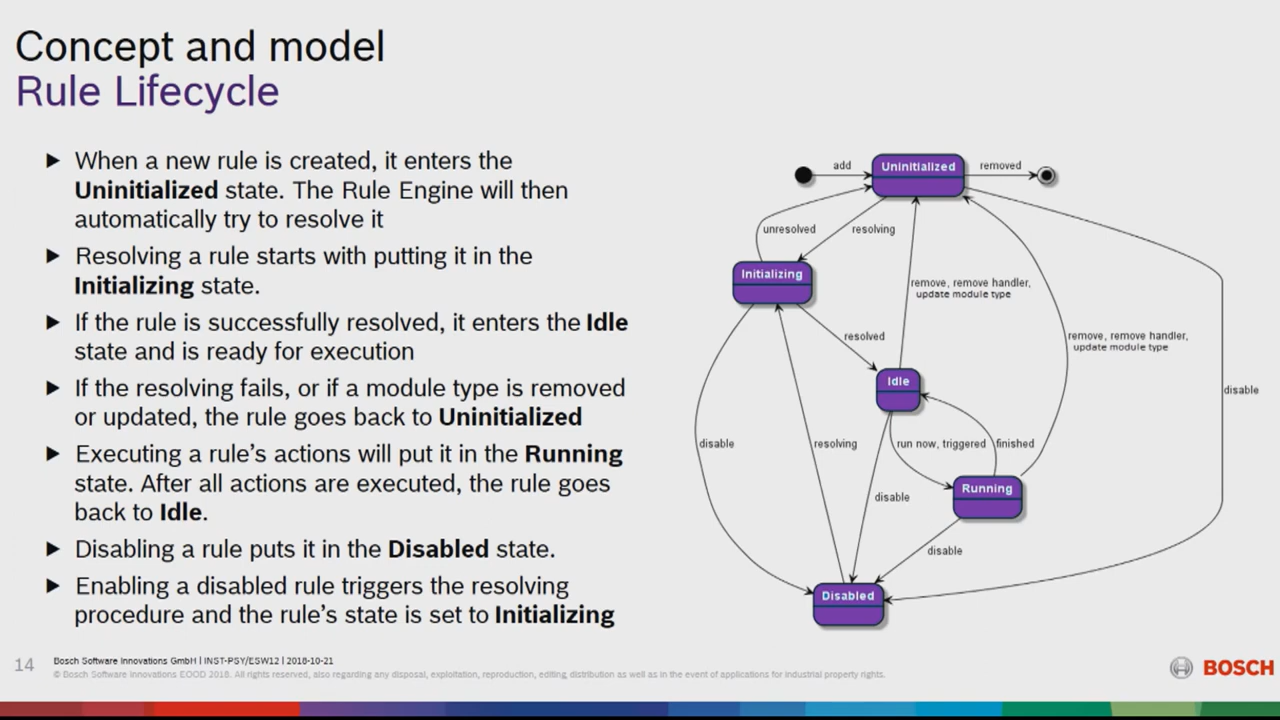 Concept and model
Rule Lifecycle
When a new rule is created, it enters the
Uninitialized state. The Rule Engine will then
automatically try to resolve it
Resolving a rule starts with putting it in the
Initializing state.
If the rule is successfully resolved, it enters the Idle
state and is ready for execution
If the resolving fails, or if a module type is removed
or updated, the rule goes back to Uninitialized
Executing a rule's actions will put it in the Running
state. After all actions are executed, the rule goes
back to Idle.
Disabling a rule puts it in the Disabled state.
Enabling a disabled rule triggers the resolving
procedure and the rule's state is set to Initializing
add
Uninitialized
removed
unresolved
resolving
Initializing
remove, remove handler,
update module type
resolved
remove, remove handler,
update module type
Idle
disable
disable
resolving
run now, triggered
finished
Running
disable
disable
Disabled
14
Bosch Software Innovations GmbH | INST-PSY/ESW12 | 2018-10-21
© Bosch Software Innovations EOOD 2018. All rights reserved, also regarding any disposal, exploitation, reproduction, editing, distribution as well as in the event of applications for industrial property rights.
BOSCH